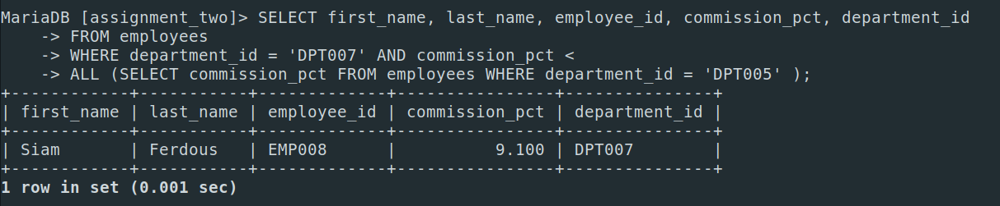 MariaDB [assignment_two]> SELECT first_name, last_name, employee_id, commission_pct, department_id
    -> FROM employees
    -> WHERE department_id = 'DPT007' AND commission_pct <
    -> ALL (SELECT commission_pct FROM employees WHERE department_id = 'DPT005' );
+------------+-----------+-------------+----------------+---------------+
| first_name | last_name | employee_id | commission_pct | department_id |
+------------+-----------+-------------+----------------+---------------+
| Siam       | Ferdous   | EMP008      |          9.100 | DPT007        |
+------------+-----------+-------------+----------------+---------------+
1 row in set (0.001 sec)